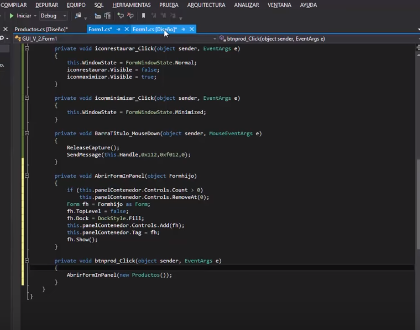 COMPILAR DEPURAR EQUIPO SQL HERRAMIENTAS PRUEBA ARQUITECTURA ANALIZAR VENTANA AYUDA
Iniciar Debug
Productos.cs [Diseño]* Form1.cs* Form1.cs [Diseño]*
GUI_V_2.Form1 btnprod_Click(object sender, EventArgs e)
private void iconrestaurar_Click(object sender, EventArgs e)
{
this.WindowState = FormWindowState.Normal;
iconrestaurar.Visible = false;
iconmaximizar.Visible = true;
}
private void iconminimizar_Click(object sender, EventArgs e)
{
this.WindowState = FormWindowState.Minimized;
}
private void BarraTitulo_MouseDown(object sender, MouseEventArgs e)
{
ReleaseCapture();
SendMessage(this.Handle,0x112,0xf012,0);
}
private void AbrirFormInPanel(object Formhijo)
{
if (this.panelContenedor.Controls.Count > 0)
this.panelContenedor.Controls.RemoveAt(0);
Form fh = Formhijo as Form;
fh.TopLevel = false;
fh.Dock = DockStyle.Fill;
this.panelContenedor.Controls.Add(fh);
this.panelContenedor.Tag = fh;
fh.Show();
}
private void btnprod_Click(object sender, EventArgs e)
{
AbrirFormInPanel(new Productos());
}
}
}